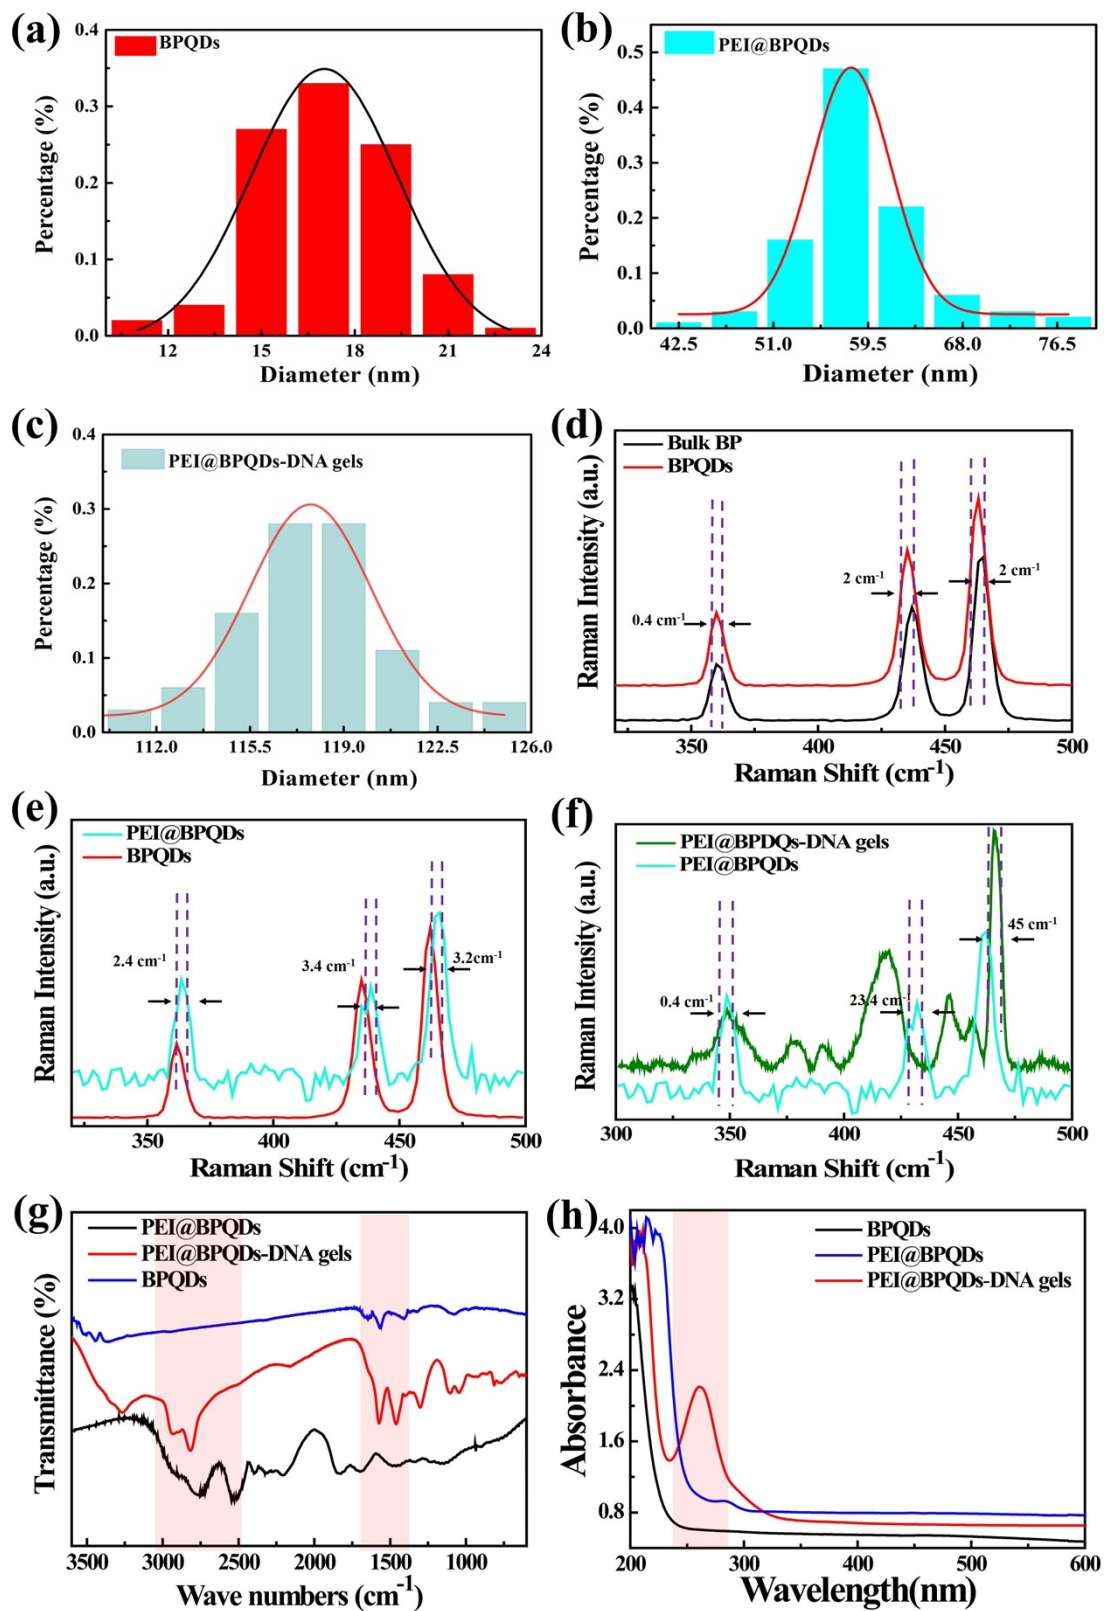 (a)
BPQDs
Percentage (%)
0.4
0.3
0.2
0.1
0.0
12 15 18 21 24
Diameter (nm)
(b)
PEI@BPQDs
Percentage (%)
0.5
0.4
0.3
0.2
0.1
0.0
42.5 51.0 59.5 68.0 76.5
Diameter (nm)
(c)
PEI@BPQDs-DNA gels
Percentage (%)
0.4
0.3
0.2
0.1
0.0
112.0 115.5 119.0 122.5 126.0
Diameter (nm)
(d)
Bulk BP
BPQDs
Raman Intensity (a.u.)
0.4 cm-1
2 cm-1
2 cm-1
350 400 450 500
Raman Shift (cm-1)
(e)
PEI@BPQDs
BPQDs
Raman Intensity (a.u.)
2.4 cm-1
3.4 cm-1
3.2cm-1
350 400 450 500
Raman Shift (cm-1)
(f)
PEI@BPDQs-DNA gels
PEI@BPQDs
Raman Intensity (a.u.)
0.4 cm-1
23.4 cm-1
45 cm-1
300 350 400 450 500
Raman Shift (cm-1)
(g)
PEI@BPQDs
PEI@BPQDs-DNA gels
BPQDs
Transmittance (%)
3500 3000 2500 2000 1500 1000
Wave numbers (cm-1)
(h)
BPQDs
PEI@BPQDs
PEI@BPQDs-DNA gels
Absorbance
4.0
3.2
2.4
1.6
0.8
200 300 400 500 600
Wavelength(nm)